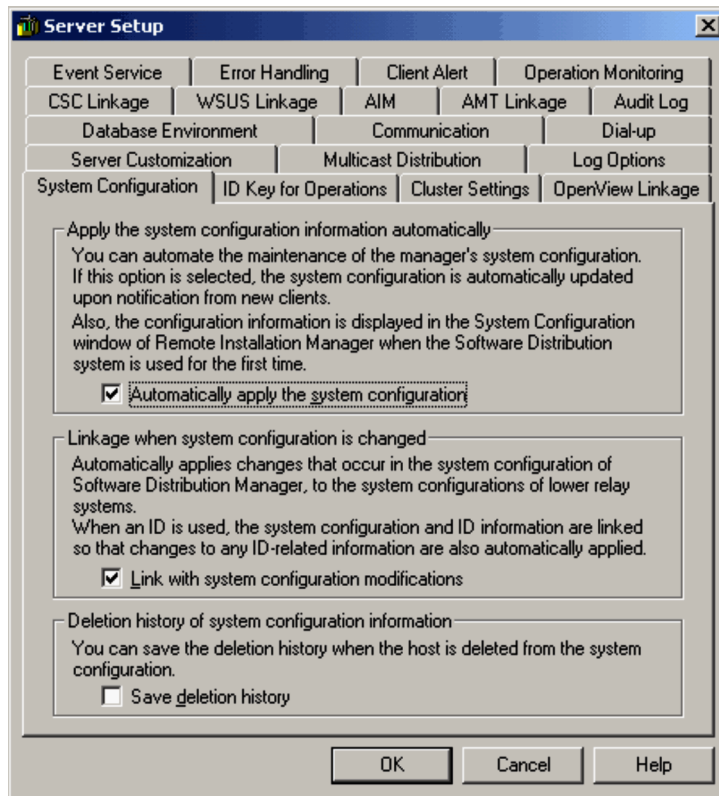 Server Setup
Event Service Error Handling Client Alert Operation Monitoring
CSC Linkage WSUS Linkage AIM AMT Linkage Audit Log
Database Environment Communication Dial-up
Server Customization Multicast Distribution Log Options
System Configuration ID Key for Operations Cluster Settings OpenView Linkage
Apply the system configuration information automatically
You can automate the maintenance of the manager's system configuration.
If this option is selected, the system configuration is automatically updated
upon notification from new clients.
Also, the configuration information is displayed in the System Configuration
window of Remote Installation Manager when the Software Distribution
system is used for the first time.
Automatically apply the system configuration
Linkage when system configuration is changed
Automatically applies changes that occur in the system configuration of
Software Distribution Manager, to the system configurations of lower relay
systems.
When an ID is used, the system configuration and ID information are linked
so that changes to any ID-related information are also automatically applied.
Link with system configuration modifications
Deletion history of system configuration information
You can save the deletion history when the host is deleted from the system
configuration.
Save deletion history
OK Cancel Help